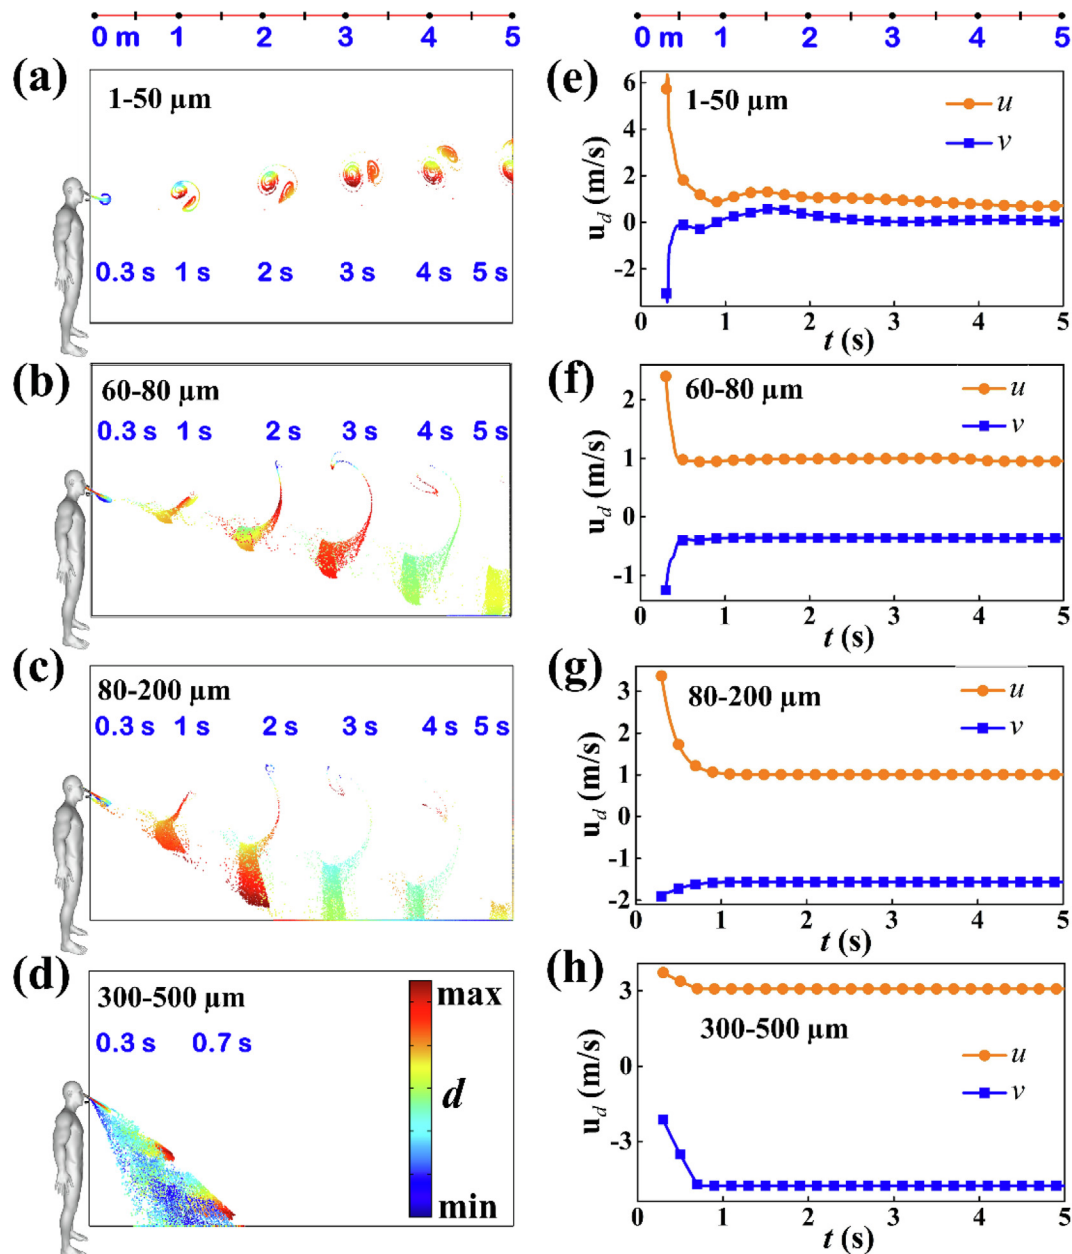 0 m 1 2 3 4 5
0 m 1 2 3 4 5
(a)
1-50 µm
0.3 s 1 s 2 s 3 s 4 s 5 s
(e)
1-50 µm
u
v
u_d (m/s)
6
4
2
0
-2
0 1 2 3 4 5
t (s)
(b)
60-80 µm
0.3 s 1 s 2 s 3 s 4 s 5 s
(f)
60-80 µm
u
v
u_d (m/s)
2
1
0
-1
0 1 2 3 4 5
t (s)
(c)
80-200 µm
0.3 s 1 s 2 s 3 s 4 s 5 s
(g)
80-200 µm
u
v
u_d (m/s)
3
2
1
0
-1
-2
0 1 2 3 4 5
t (s)
(d)
300-500 µm
0.3 s 0.7 s
max
d
min
(h)
300-500 µm
u
v
u_d (m/s)
3
0
-3
0 1 2 3 4 5
t (s)